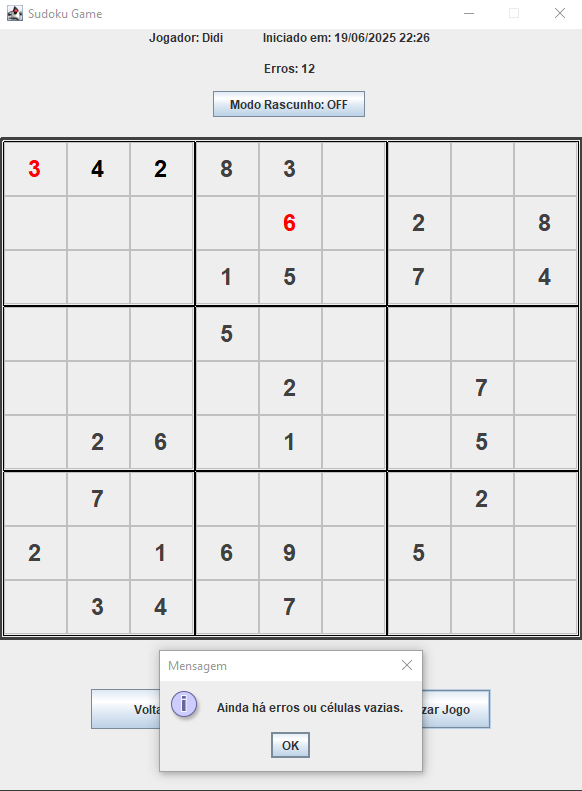 Sudoku Game
Jogador: Didi Iniciado em: 19/06/2025 22:26
Erros: 12
Modo Rascunho: OFF
3 4 2 8 3
6 2 8
1 5 7 4
5
2 7
2 6 1 5
7 2
2 1 6 9 5
3 4 7
Mensagem
Volta
i Ainda há erros ou células vazias.
zar Jogo
OK